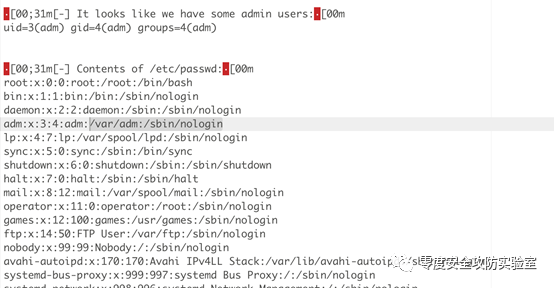 [00;31m[-] It looks like we have some admin users:[00m
uid=3(adm) gid=4(adm) groups=4(adm)
[00;31m[-] Contents of /etc/passwd:[00m
root:x:0:0:root:/root:/bin/bash
bin:x:1:1:bin:/bin:/sbin/nologin
daemon:x:2:2:daemon:/sbin:/sbin/nologin
adm:x:3:4:adm:/var/adm:/sbin/nologin
lp:x:4:7:lp:/var/spool/lpd:/sbin/nologin
sync:x:5:0:sync:/sbin:/bin/sync
shutdown:x:6:0:shutdown:/sbin:/sbin/shutdown
halt:x:7:0:halt:/sbin:/sbin/halt
mail:x:8:12:mail:/var/spool/mail:/sbin/nologin
operator:x:11:0:operator:/root:/sbin/nologin
games:x:12:100:games:/usr/games:/sbin/nologin
ftp:x:14:50:FTP User:/var/ftp:/sbin/nologin
nobody:x:99:99:Nobody:/:/sbin/nologin
avahi-autoipd:x:170:170:Avahi IPv4LL Stack:/var/lib/avahi-autoipd:/sbin/nologin
systemd-bus-proxy:x:999:997:systemd Bus Proxy:/:/sbin/nologin
零度安全攻防实验室